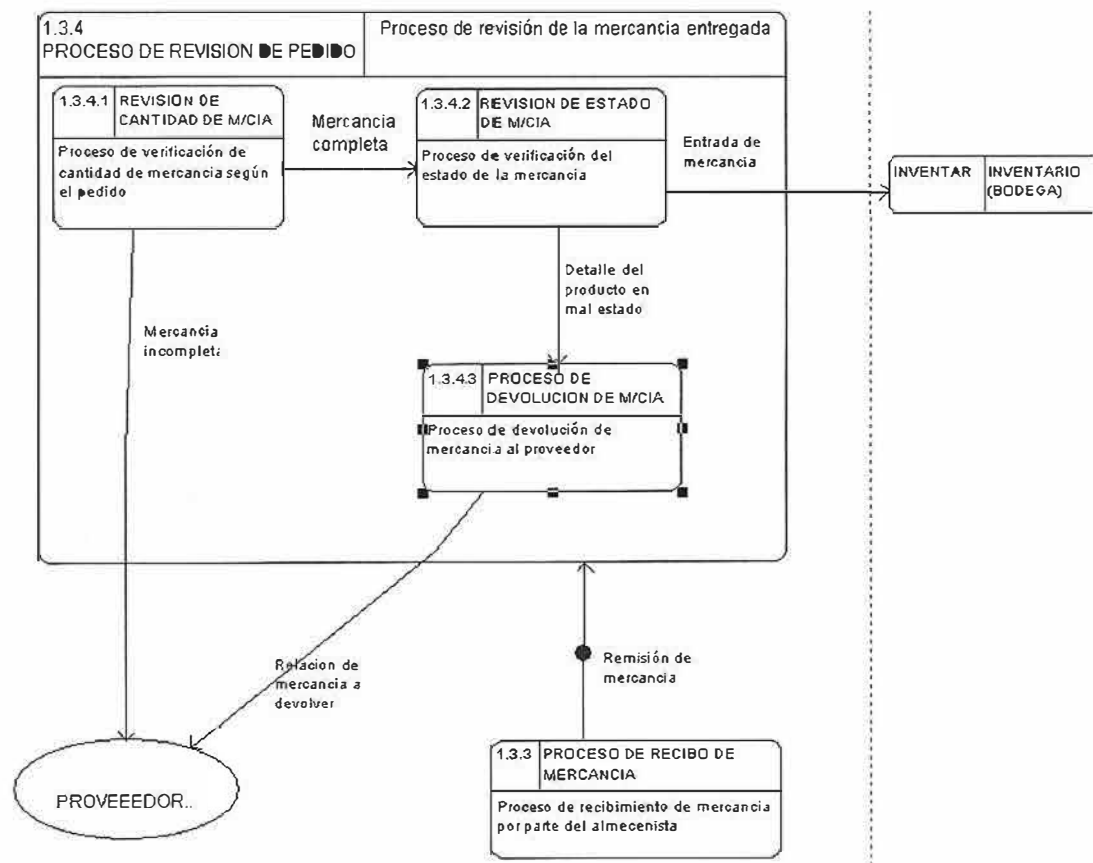 1.3.4
PROCESO DE REVISION DE PEDIDO
Proceso de revisión de la mercancia entregada
1.3.4.1
REVISION DE
CANTIDAD DE M/CIA
Proceso de verificación de
cantidad de mercancia según
el pedido
Mercancia
completa
1.3.4.2
REVISION DE ESTADO
DE M/CIA
Proceso de verificación del
estado de la mercancia
Entrada de
mercancia
INVENTAR
INVENTARIO
(BODEGA)
Detalle del
producto en
mal estado
Mercancia
incompleta
1.3.4.3
PROCESO DE
DEVOLUCION DE M/CIA
Proceso de devolución de
mercancia al proveedor
Relacion de
mercancia a
devolver
Remisión de
mercancia
PROVEEEDOR..
1.3.3
PROCESO DE RECIBO DE
MERCANCIA
Proceso de recibimiento de mercancia
por parte del almecenista